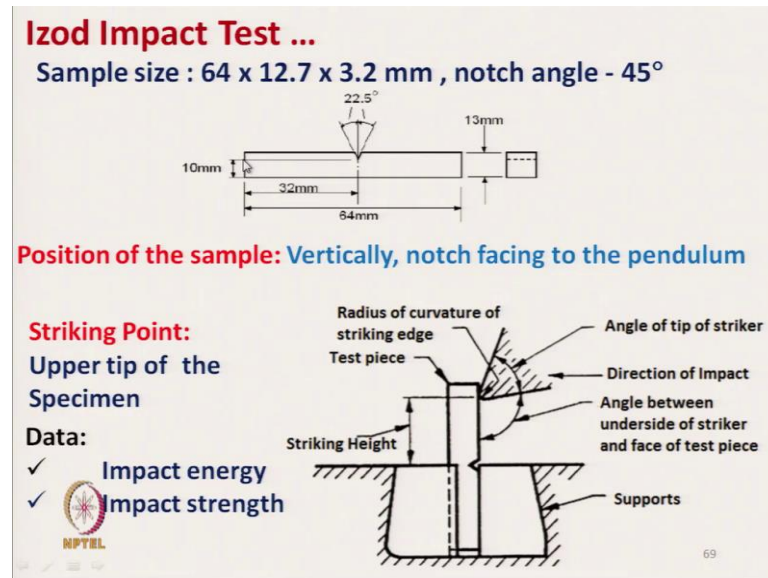 Izod Impact Test ...
Sample size : 64 x 12.7 x 3.2 mm , notch angle - 45°
22.5°
13mm
10mm
32mm
64mm
Position of the sample: Vertically, notch facing to the pendulum
Striking Point:
Upper tip of the
Specimen
Data:
✓ Impact energy
✓ Impact strength
NPTEL
Radius of curvature of
striking edge
Test piece
Striking Height
Angle of tip of striker
Direction of Impact
Angle between
underside of striker
and face of test piece
Supports
69